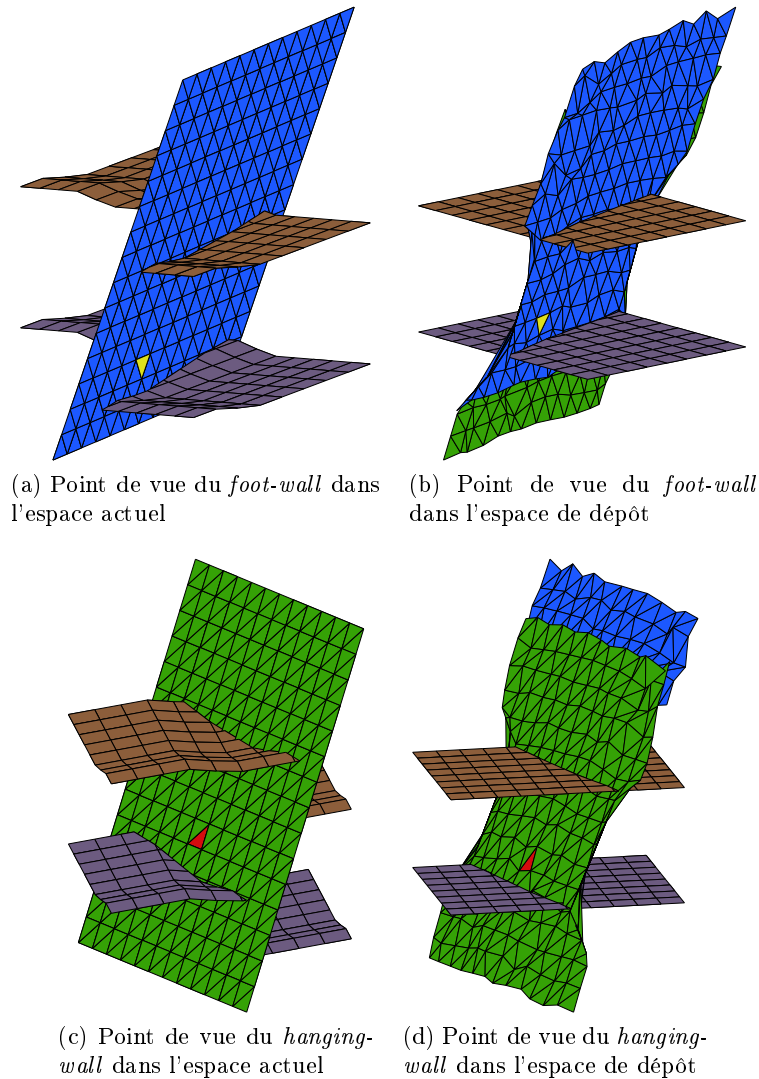 (a) Point de vue du foot-wall dans
l'espace actuel
(b) Point de vue du foot-wall
dans l'espace de dépôt
(c) Point de vue du hanging-
wall dans l'espace actuel
(d) Point de vue du hanging-
wall dans l'espace de dépôt